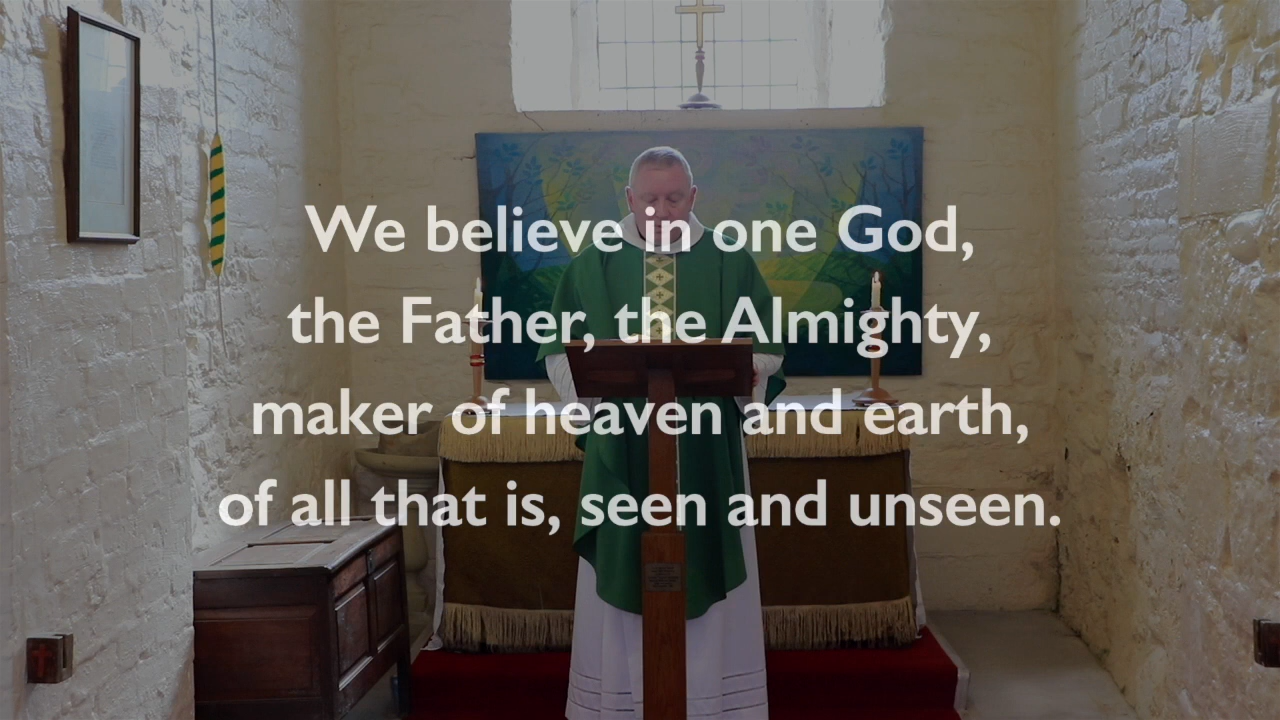 We believe in one God,
the Father, the Almighty,
maker of heaven and earth,
of all that is, seen and unseen.